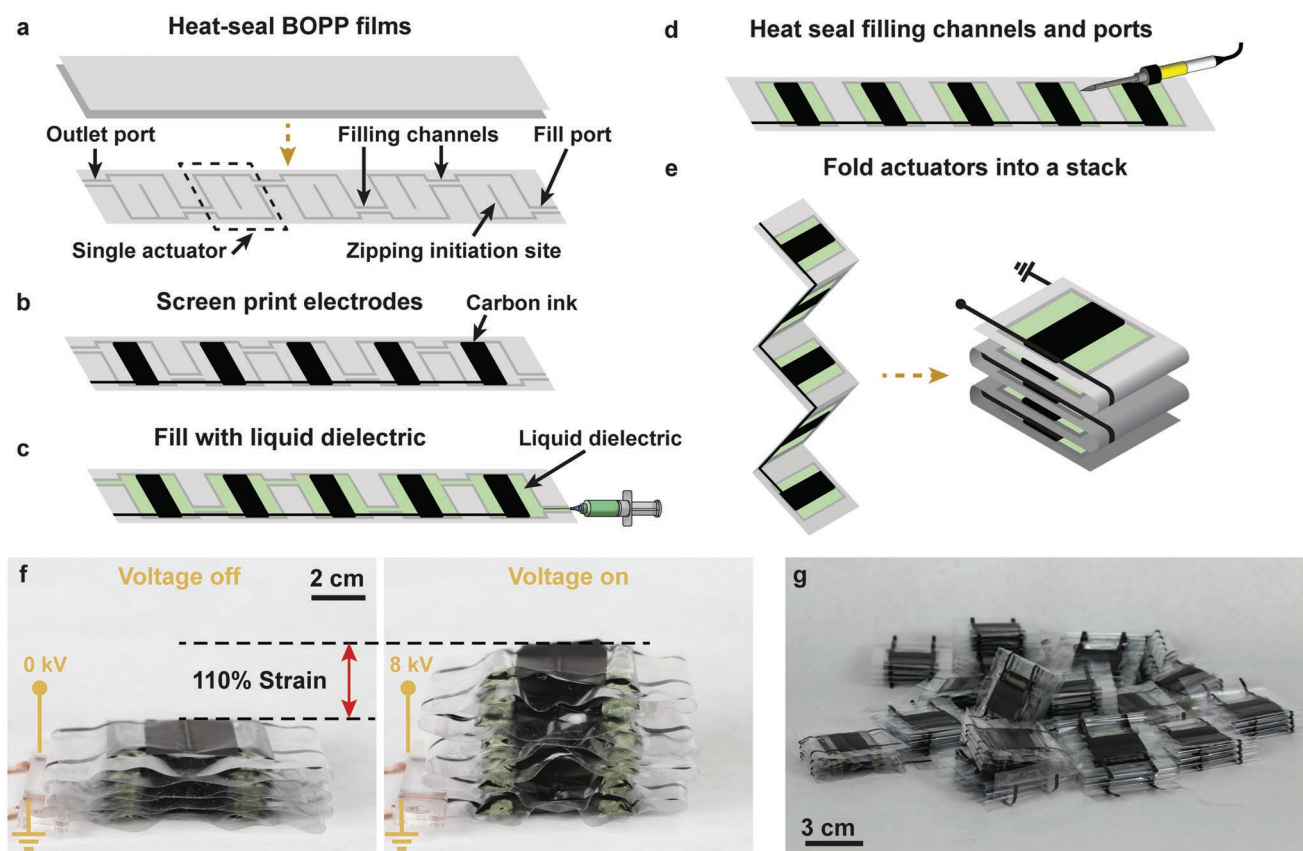 a
Heat-seal BOPP films
Outlet port
Filling channels
Fill port
Single actuator
Zipping initiation site
b
Screen print electrodes
Carbon ink
c
Fill with liquid dielectric
Liquid dielectric
d
Heat seal filling channels and ports
e
Fold actuators into a stack
f
Voltage off
2 cm
0 kV
110% Strain
Voltage on
8 kV
g
3 cm